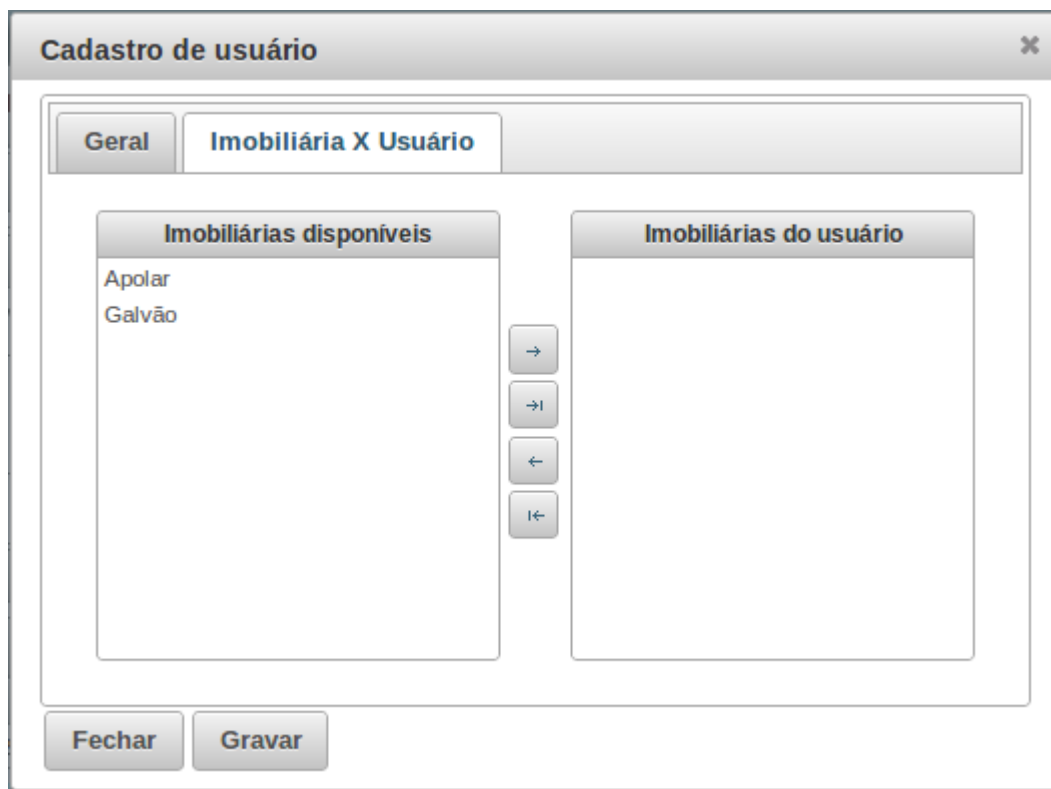 Cadastro de usuário
Geral
Imobiliária X Usuário
Imobiliárias disponíveis
Apolar
Galvão
Imobiliárias do usuário
Fechar
Gravar